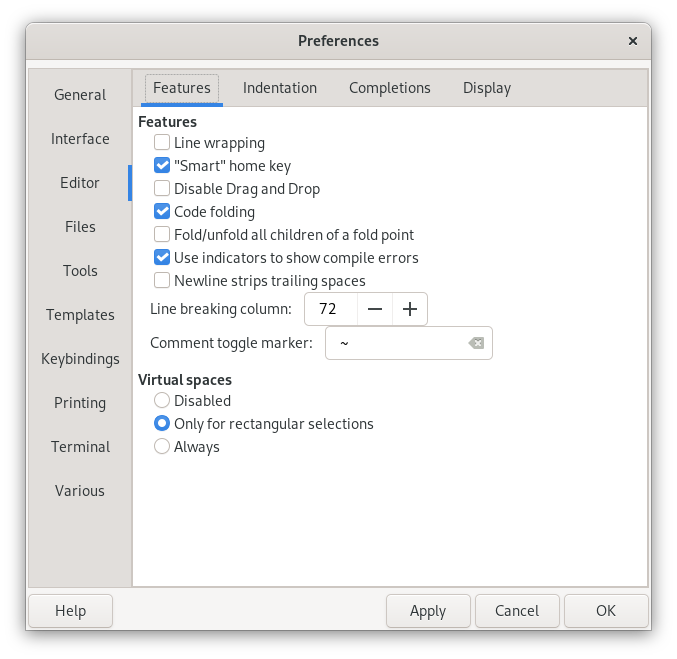 Preferences
General
Interface
Editor
Files
Tools
Templates
Keybindings
Printing
Terminal
Various
Features Indentation Completions Display
Features
Line wrapping
"Smart" home key
Disable Drag and Drop
Code folding
Fold/unfold all children of a fold point
Use indicators to show compile errors
Newline strips trailing spaces
Line breaking column: 72
Comment toggle marker: ~
Virtual spaces
Disabled
Only for rectangular selections
Always
Help Apply Cancel OK